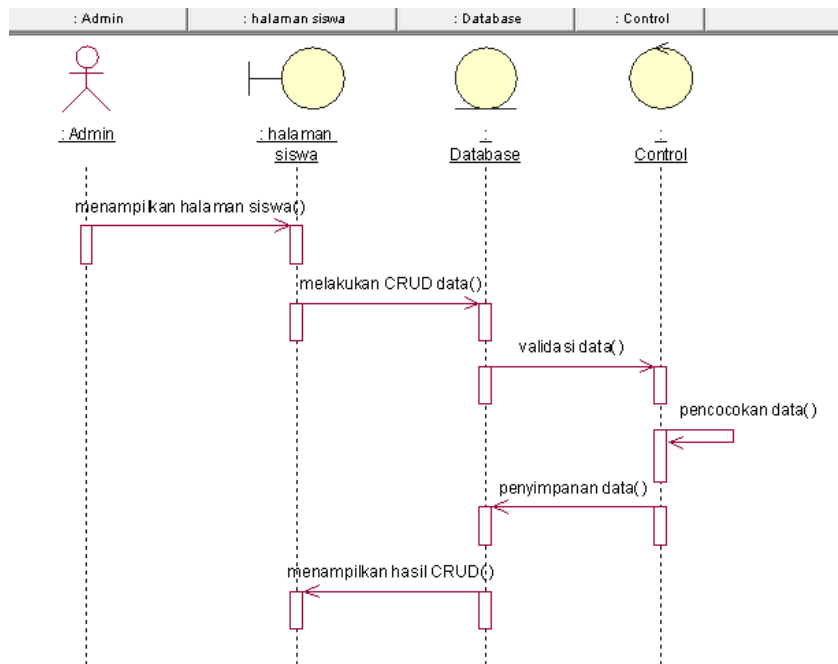 : Admin
: halaman siswa
: Database
: Control
: Admin
: halaman
siswa
:
Database
:
Control
menampilkan halaman siswa()
melakukan CRUD data()
validasi data()
pencocokan data()
penyimpanan data()
menampilkan hasil CRUD()